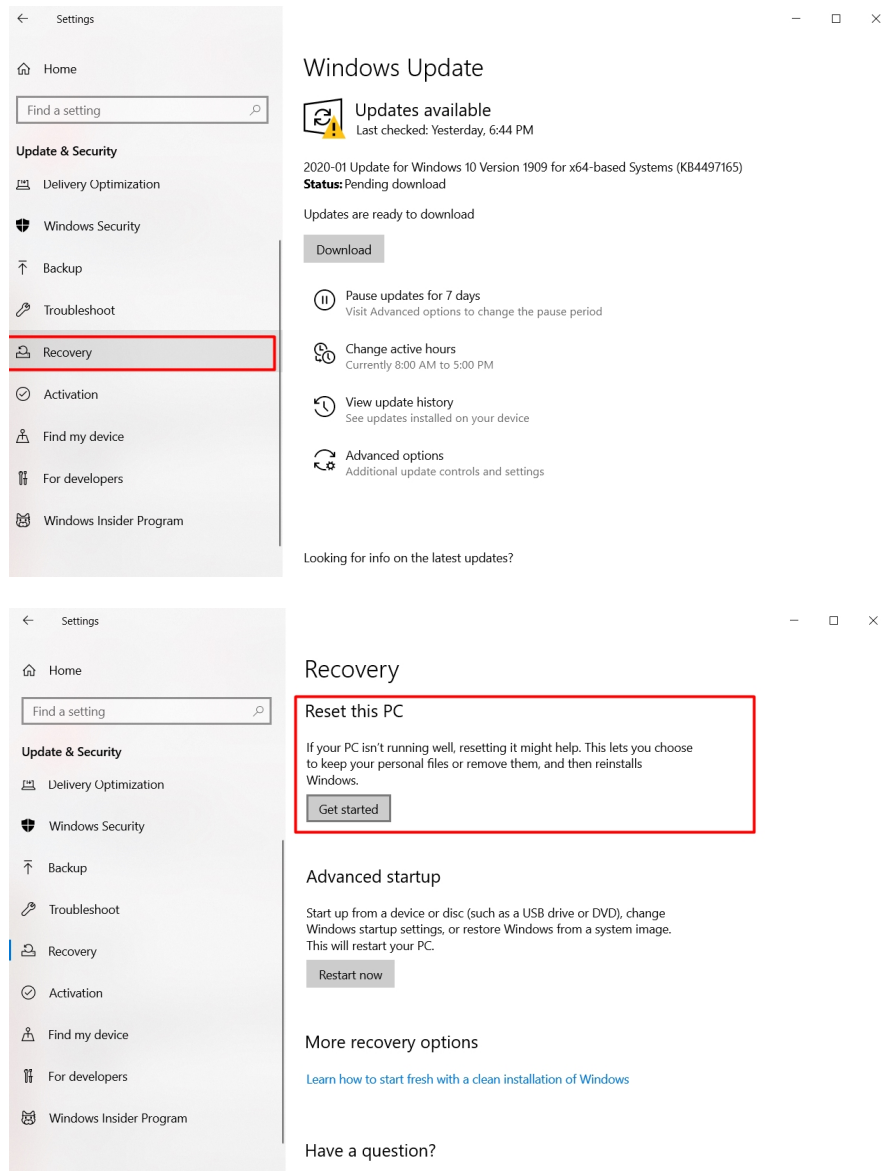 Settings
Home
Find a setting
Update & Security
Delivery Optimization
Windows Security
Backup
Troubleshoot
Recovery
Activation
Find my device
For developers
Windows Insider Program
Windows Update
Updates available
Last checked: Yesterday, 6:44 PM
2020-01 Update for Windows 10 Version 1909 for x64-based Systems (KB4497165)
Status: Pending download
Updates are ready to download
Download
Pause updates for 7 days
Visit Advanced options to change the pause period
Change active hours
Currently 8:00 AM to 5:00 PM
View update history
See updates installed on your device
Advanced options
Additional update controls and settings
Looking for info on the latest updates?
Settings
Home
Find a setting
Update & Security
Delivery Optimization
Windows Security
Backup
Troubleshoot
Recovery
Activation
Find my device
For developers
Windows Insider Program
Recovery
Reset this PC
If your PC isn't running well, resetting it might help. This lets you choose
to keep your personal files or remove them, and then reinstalls
Windows.
Get started
Advanced startup
Start up from a device or disc (such as a USB drive or DVD), change
Windows startup settings, or restore Windows from a system image.
This will restart your PC.
Restart now
More recovery options
Learn how to start fresh with a clean installation of Windows
Have a question?